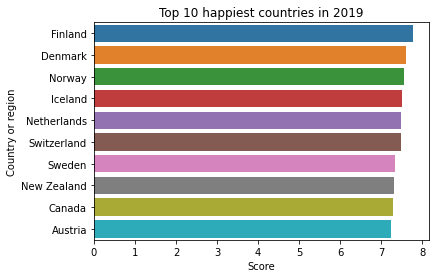 Top 10 happiest countries in 2019
Country or region
Finland
Denmark
Norway
Iceland
Netherlands
Switzerland
Sweden
New Zealand
Canada
Austria
0 1 2 3 4 5 6 7 8
Score